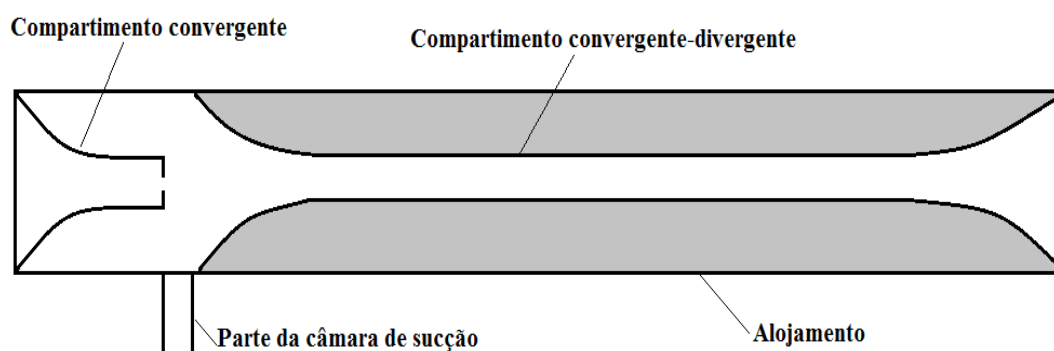 Compartimento convergente
Compartimento convergente-divergente
Parte da câmara de sucção
Alojamento